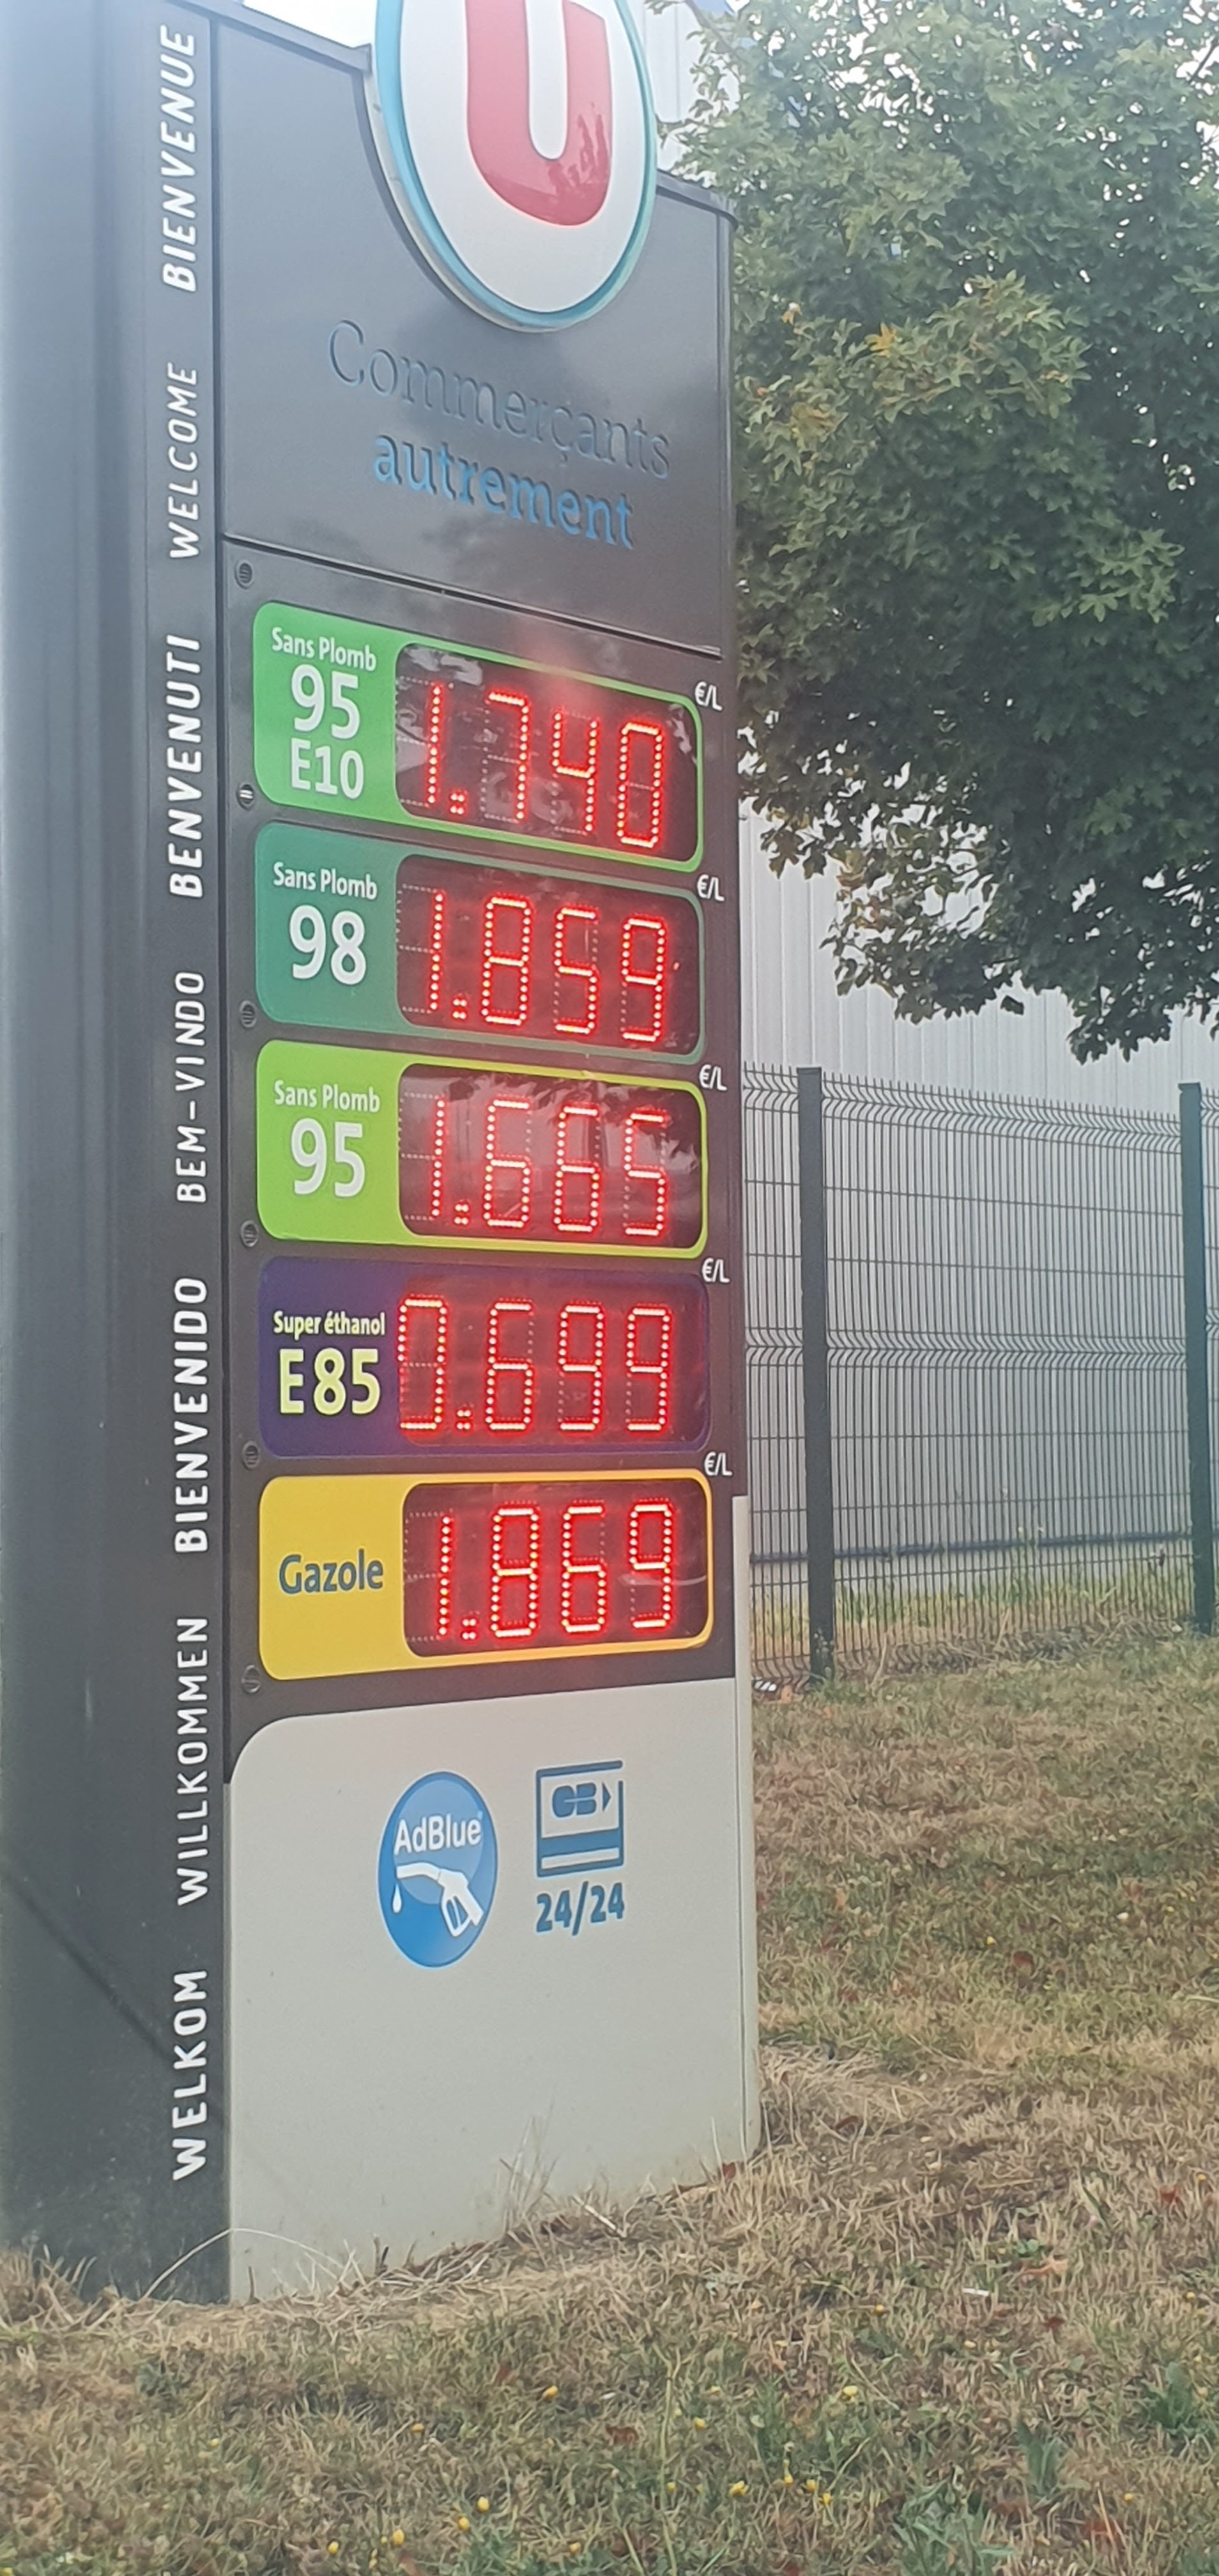 U
Commerçants
autrement
Sans Plomb
95
E10
1.740
€/L
Sans Plomb
98
1.859
€/L
Sans Plomb
95
1.665
€/L
Super éthanol
E85
0.699
€/L
Gazole
1.869
€/L
AdBlue
CB
24/24
WELKOM WILLKOMMEN BIENVENIDO BEM-VINDO BENVENUTI WELCOME BIENVENUE